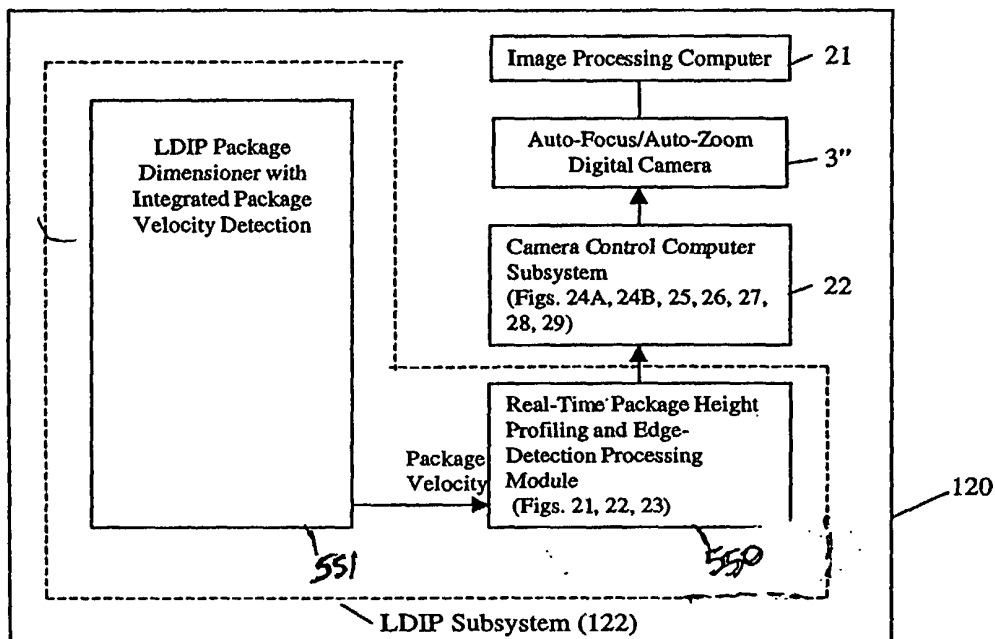 Image Processing Computer
21
Auto-Focus/Auto-Zoom
Digital Camera
3"
LDIP Package
Dimensioner with
Integrated Package
Velocity Detection
Camera Control Computer
Subsystem
(Figs. 24A, 24B, 25, 26, 27,
28, 29)
22
Real-Time Package Height
Profiling and Edge-
Detection Processing
Module
(Figs. 21, 22, 23)
Package
Velocity
120
551
550
LDIP Subsystem (122)